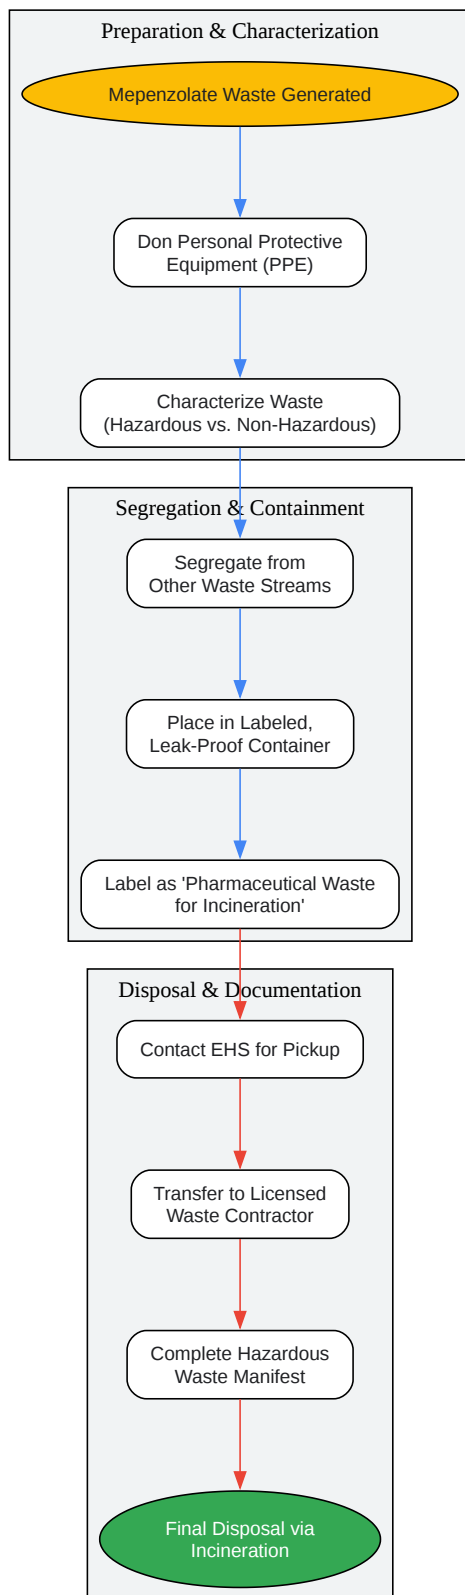 Preparation & Characterization
Mepenzolate Waste Generated
Don Personal Protective
Equipment (PPE)
Characterize Waste
(Hazardous vs. Non-Hazardous)
Segregation & Containment
Segregate from
Other Waste Streams
Place in Labeled,
Leak-Proof Container
Label as 'Pharmaceutical Waste
for Incineration'
Disposal & Documentation
Contact EHS for Pickup
Transfer to Licensed
Waste Contractor
Complete Hazardous
Waste Manifest
Final Disposal via
Incineration